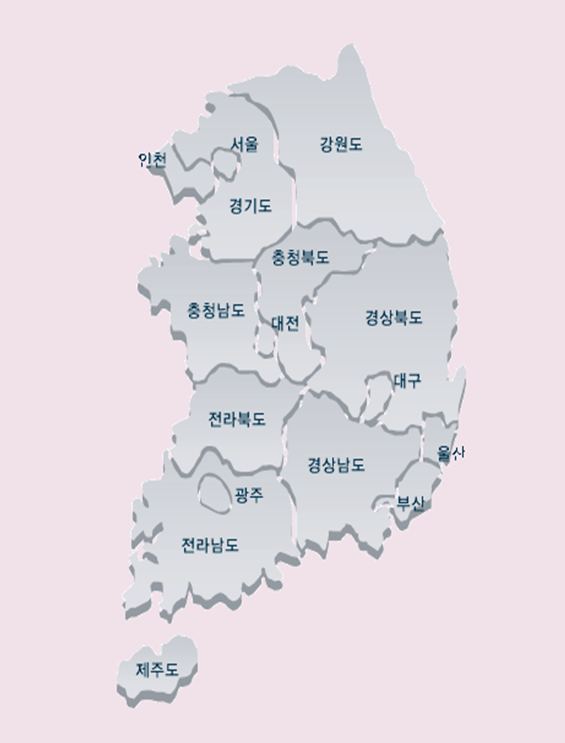 서울
강원도
인천
경기도
충청북도
충청남도
대전
경상북도
대구
전라북도
울산
경상남도
광주
부산
전라남도
제주도